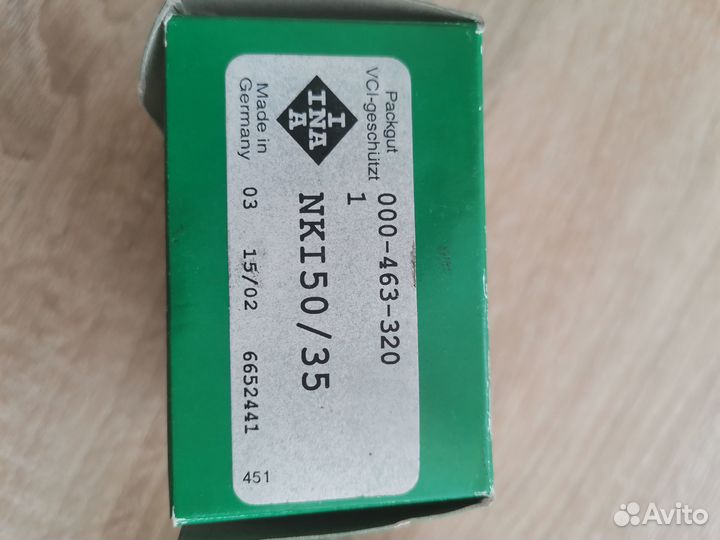 Packgut
VCI-geschützt
000-463-320
1
I
INA
A
NKI50/35
Made in
Germany
03 15/02 6652441
451
Avito